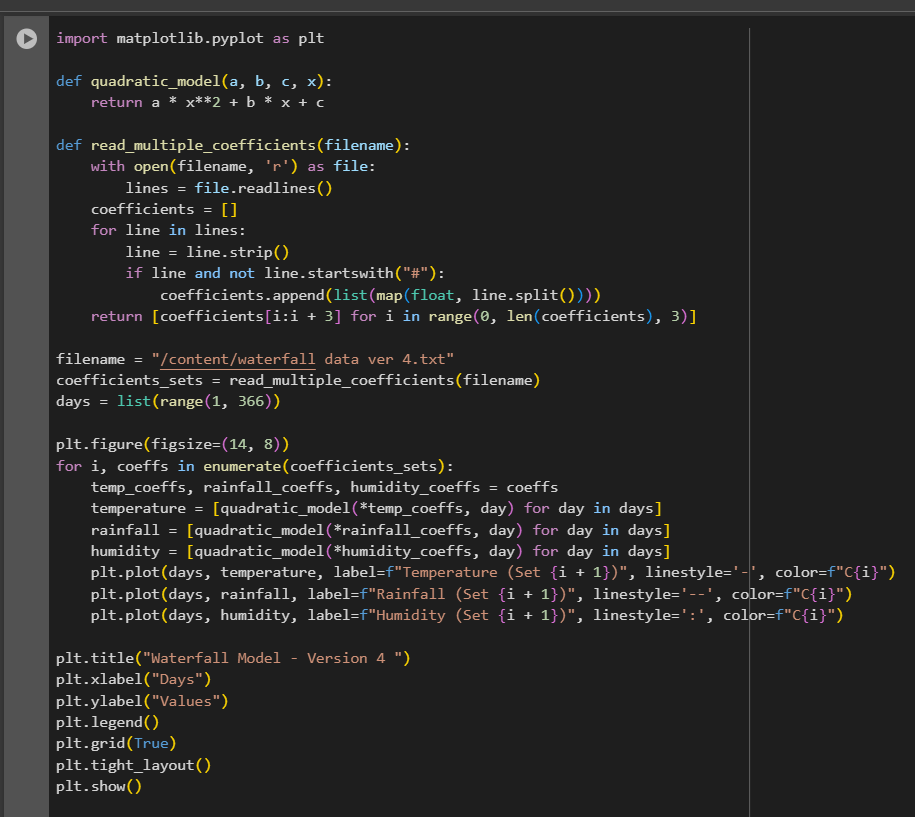 import matplotlib.pyplot as plt

def quadratic_model(a, b, c, x):
    return a * x**2 + b * x + c

def read_multiple_coefficients(filename):
    with open(filename, 'r') as file:
        lines = file.readlines()
    coefficients = []
    for line in lines:
        line = line.strip()
        if line and not line.startswith("#"):
            coefficients.append(list(map(float, line.split())))
    return [coefficients[i:i + 3] for i in range(0, len(coefficients), 3)]

filename = "/content/waterfall data ver 4.txt"
coefficients_sets = read_multiple_coefficients(filename)
days = list(range(1, 366))

plt.figure(figsize=(14, 8))
for i, coeffs in enumerate(coefficients_sets):
    temp_coeffs, rainfall_coeffs, humidity_coeffs = coeffs
    temperature = [quadratic_model(*temp_coeffs, day) for day in days]
    rainfall = [quadratic_model(*rainfall_coeffs, day) for day in days]
    humidity = [quadratic_model(*humidity_coeffs, day) for day in days]
    plt.plot(days, temperature, label=f"Temperature (Set {i + 1})", linestyle='-', color=f"C{i}")
    plt.plot(days, rainfall, label=f"Rainfall (Set {i + 1})", linestyle='--', color=f"C{i}")
    plt.plot(days, humidity, label=f"Humidity (Set {i + 1})", linestyle=':', color=f"C{i}")

plt.title("Waterfall Model - Version 4 ")
plt.xlabel("Days")
plt.ylabel("Values")
plt.legend()
plt.grid(True)
plt.tight_layout()
plt.show()